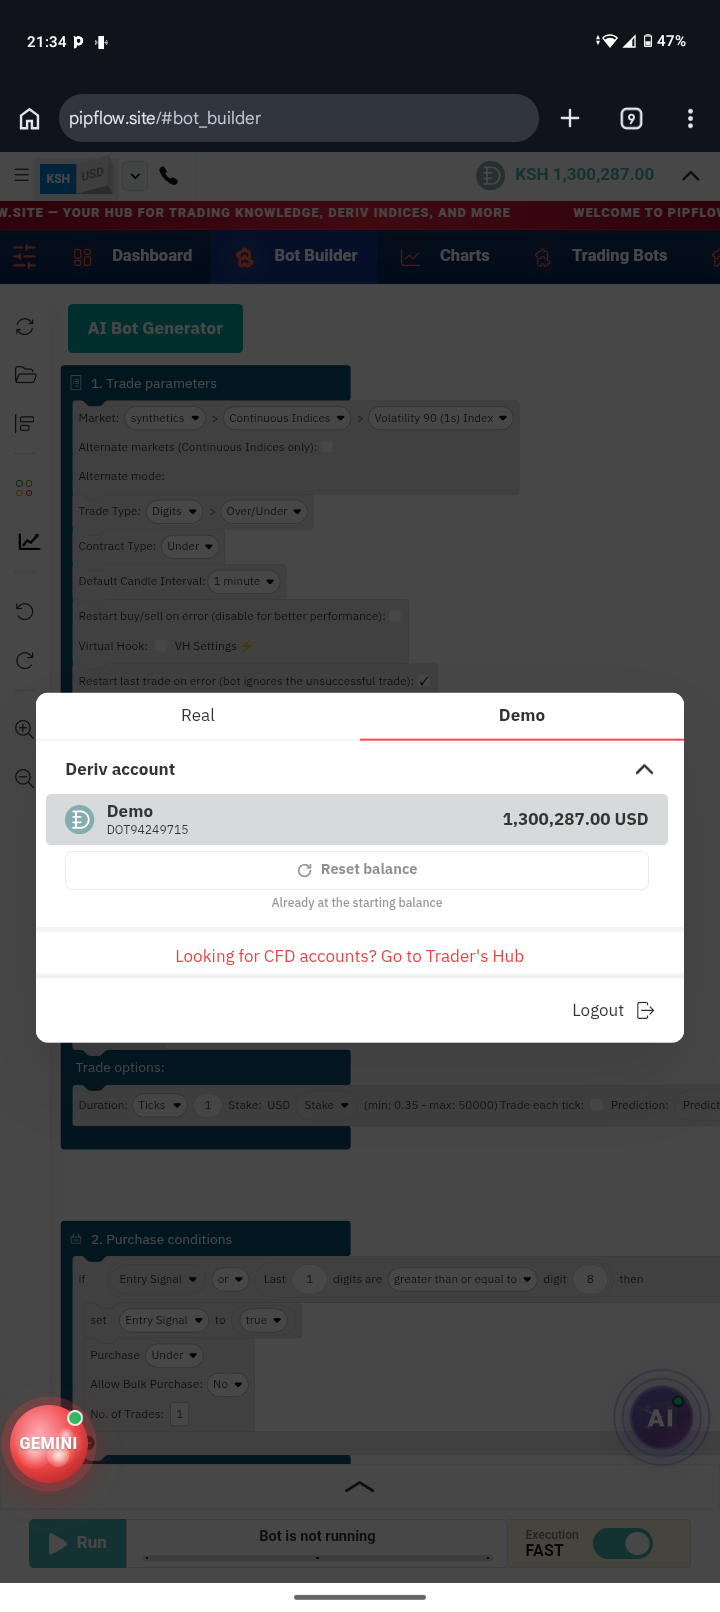 21:34
47%
pipflow.site/#bot_builder
9
KSH USD
KSH 1,300,287.00
W.SITE — YOUR HUB FOR TRADING KNOWLEDGE, DERIV INDICES, AND MORE WELCOME TO PIPFLOW
Dashboard Bot Builder Charts Trading Bots
AI Bot Generator
1. Trade parameters
Market: synthetics > Continuous Indices > Volatility 90 (1s) Index
Alternate markets (Continuous Indices only):
Alternate mode:
Trade Type: Digits > Over/Under
Contract Type: Under
Default Candle Interval: 1 minute
Restart buy/sell on error (disable for better performance):
Virtual Hook: VH Settings ⚡
Restart last trade on error (bot ignores the unsuccessful trade): ✓
Real Demo
Deriv account
Demo
DOT94249715
1,300,287.00 USD
Reset balance
Already at the starting balance
Looking for CFD accounts? Go to Trader's Hub
Logout
Trade options:
Duration: Ticks 1 Stake: USD Stake (min: 0.35 - max: 50000) Trade each tick: Prediction: Predict
2. Purchase conditions
if Entry Signal or Last 1 digits are greater than or equal to digit 8 then
set Entry Signal to true
Purchase Under
Allow Bulk Purchase: No
No. of Trades: 1
GEMINI
AI
Run
Bot is not running
Execution
FAST